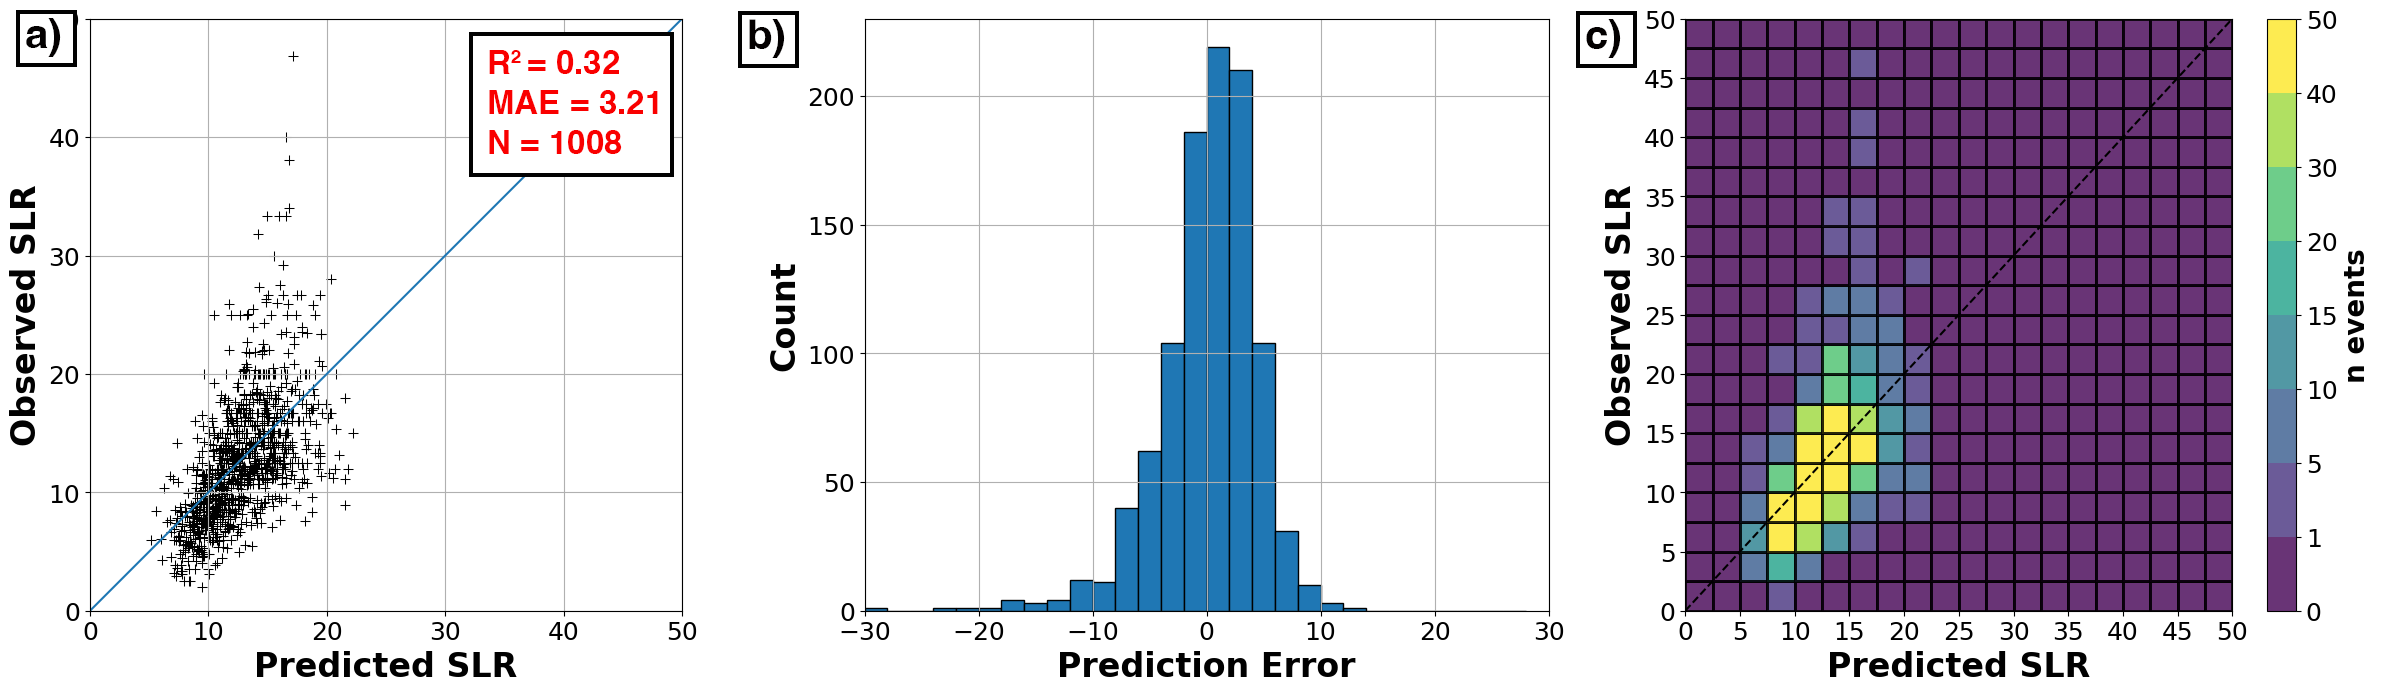 a)
R² = 0.32
MAE = 3.21
N = 1008
Observed SLR
40
30
20
10
0
0 10 20 30 40 50
Predicted SLR
b)
Count
200
150
100
50
0
−30 −20 −10 0 10 20 30
Prediction Error
c)
Observed SLR
50
45
40
35
30
25
20
15
10
5
0
0 5 10 15 20 25 30 35 40 45 50
Predicted SLR
50
40
30
20
15
10
5
1
0
n events